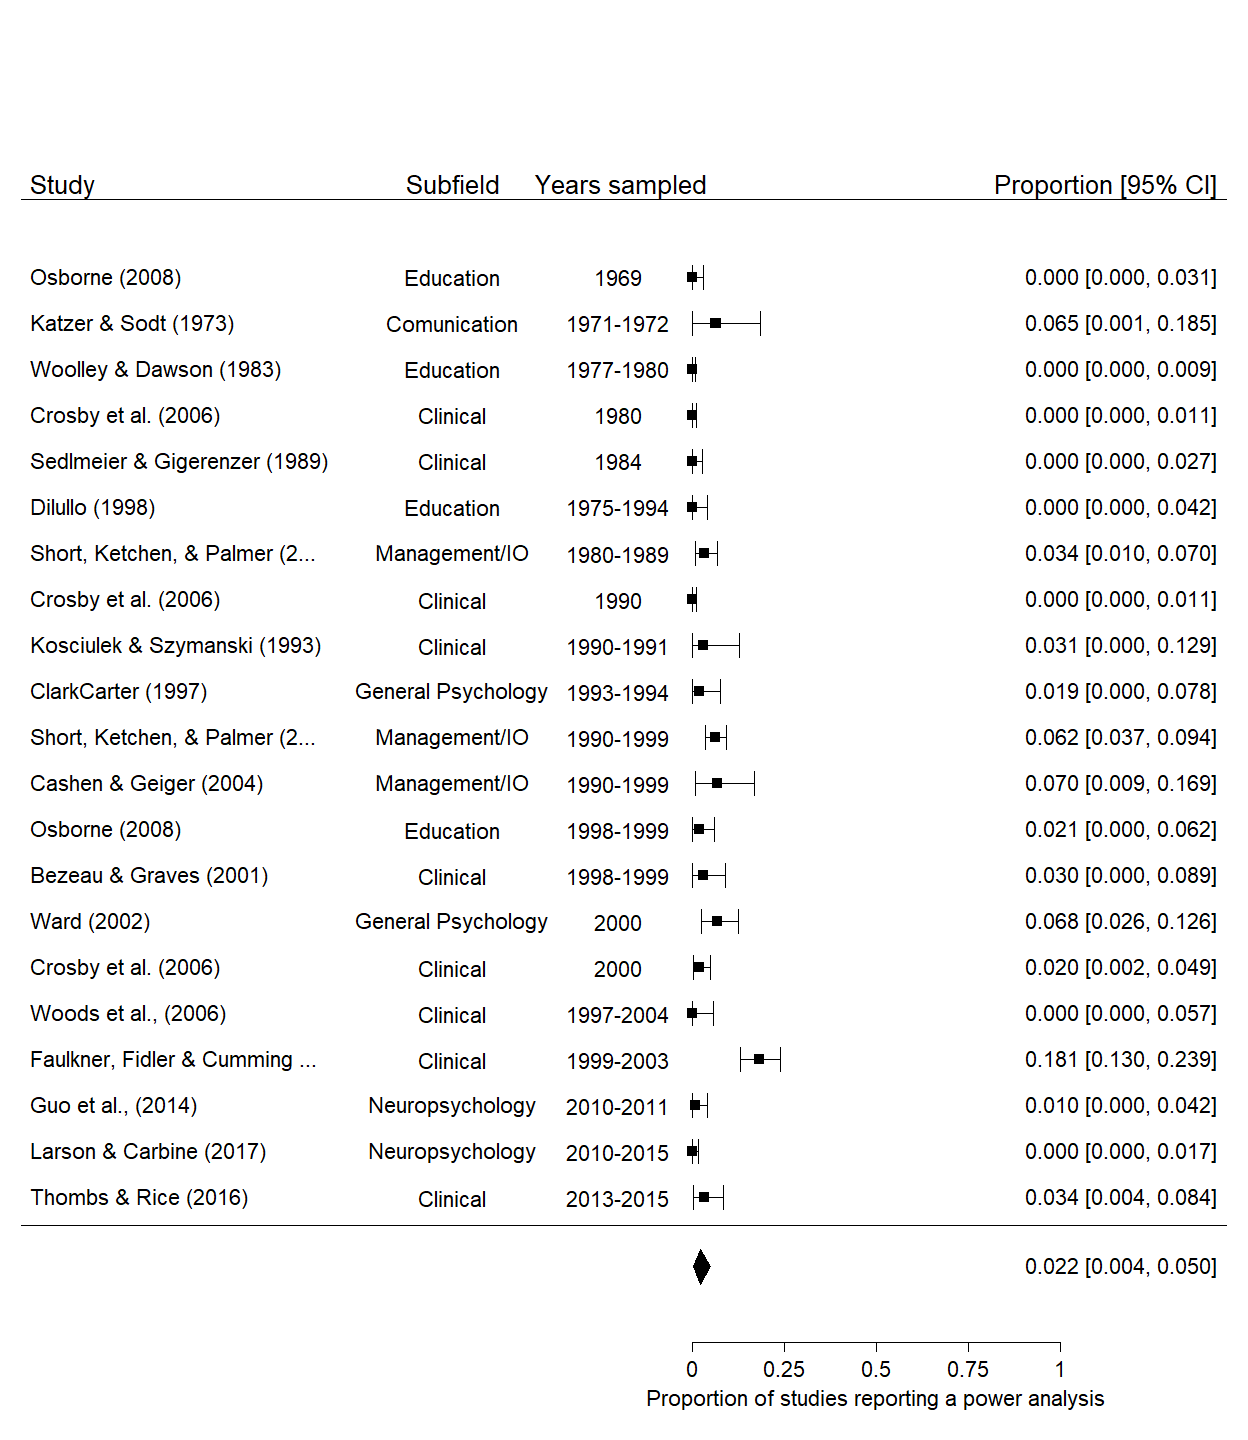 Study Subfield Years sampled Proportion [95% CI]
Osborne (2008) Education 1969 0.000 [0.000, 0.031]
Katzer & Sodt (1973) Comunication 1971-1972 0.065 [0.001, 0.185]
Woolley & Dawson (1983) Education 1977-1980 0.000 [0.000, 0.009]
Crosby et al. (2006) Clinical 1980 0.000 [0.000, 0.011]
Sedlmeier & Gigerenzer (1989) Clinical 1984 0.000 [0.000, 0.027]
Dilullo (1998) Education 1975-1994 0.000 [0.000, 0.042]
Short, Ketchen, & Palmer (2... Management/IO 1980-1989 0.034 [0.010, 0.070]
Crosby et al. (2006) Clinical 1990 0.000 [0.000, 0.011]
Kosciulek & Szymanski (1993) Clinical 1990-1991 0.031 [0.000, 0.129]
ClarkCarter (1997) General Psychology 1993-1994 0.019 [0.000, 0.078]
Short, Ketchen, & Palmer (2... Management/IO 1990-1999 0.062 [0.037, 0.094]
Cashen & Geiger (2004) Management/IO 1990-1999 0.070 [0.009, 0.169]
Osborne (2008) Education 1998-1999 0.021 [0.000, 0.062]
Bezeau & Graves (2001) Clinical 1998-1999 0.030 [0.000, 0.089]
Ward (2002) General Psychology 2000 0.068 [0.026, 0.126]
Crosby et al. (2006) Clinical 2000 0.020 [0.002, 0.049]
Woods et al., (2006) Clinical 1997-2004 0.000 [0.000, 0.057]
Faulkner, Fidler & Cumming ... Clinical 1999-2003 0.181 [0.130, 0.239]
Guo et al., (2014) Neuropsychology 2010-2011 0.010 [0.000, 0.042]
Larson & Carbine (2017) Neuropsychology 2010-2015 0.000 [0.000, 0.017]
Thombs & Rice (2016) Clinical 2013-2015 0.034 [0.004, 0.084]
0.022 [0.004, 0.050]
0 0.25 0.5 0.75 1
Proportion of studies reporting a power analysis